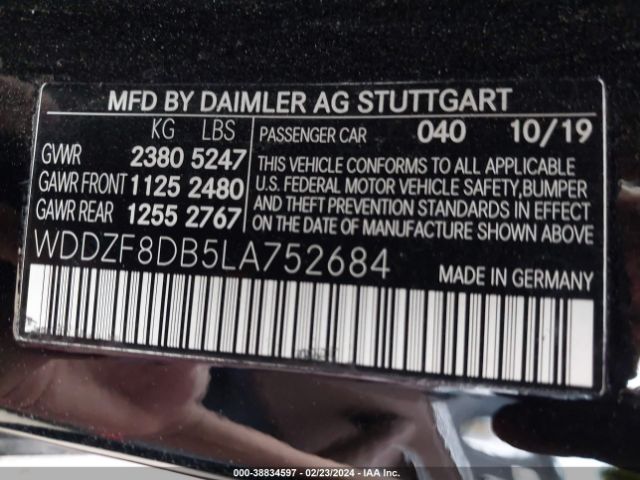 MFD BY DAIMLER AG STUTTGART
KG LBS
GVWR 2380 5247
GAWR FRONT 1125 2480
GAWR REAR 1255 2767
PASSENGER CAR 040 10/19
THIS VEHICLE CONFORMS TO ALL APPLICABLE
U.S. FEDERAL MOTOR VEHICLE SAFETY,BUMPER
AND THEFT PREVENTION STANDARDS IN EFFECT
ON THE DATE OF MANUFACTURE SHOWN ABOVE
WDDZF8DB5LA752684
MADE IN GERMANY
000-38834597 - 02/23/2024 - IAA Inc.